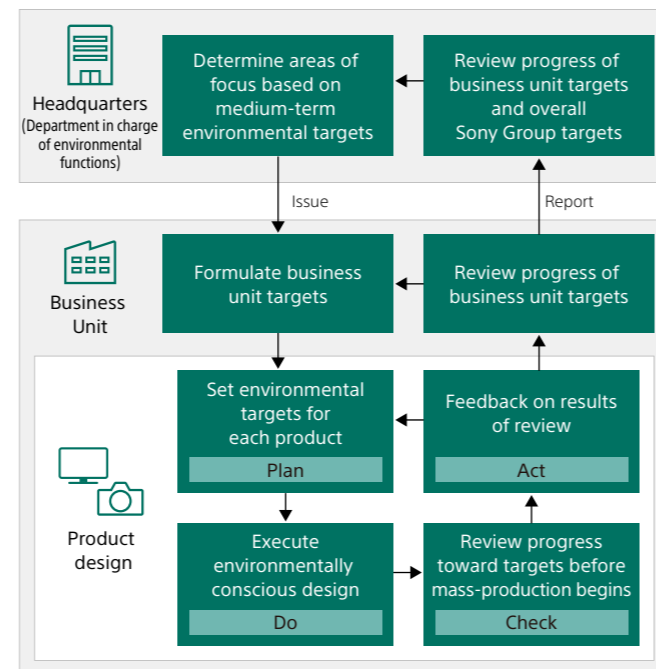 Headquarters
(Department in charge
of environmental
functions)
Determine areas of
focus based on
medium-term
environmental targets
Review progress of
business unit targets
and overall
Sony Group targets
Issue
Report
Business
Unit
Formulate business
unit targets
Review progress of
business unit targets
Product
design
Set environmental
targets for
each product
Plan
Feedback on results
of review
Act
Execute
environmentally
conscious design
Do
Review progress
toward targets before
mass-production begins
Check